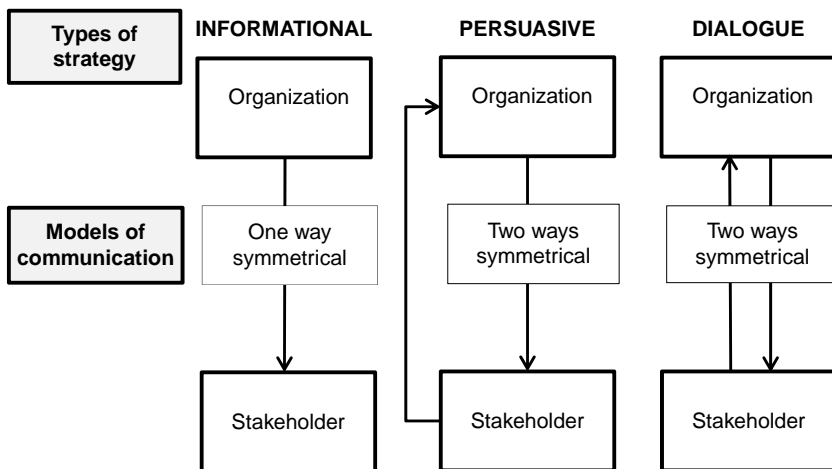 Types of
strategy
INFORMATIONAL
PERSUASIVE
DIALOGUE
Organization
Organization
Organization
Models of
communication
One way
symmetrical
Two ways
symmetrical
Two ways
symmetrical
Stakeholder
Stakeholder
Stakeholder